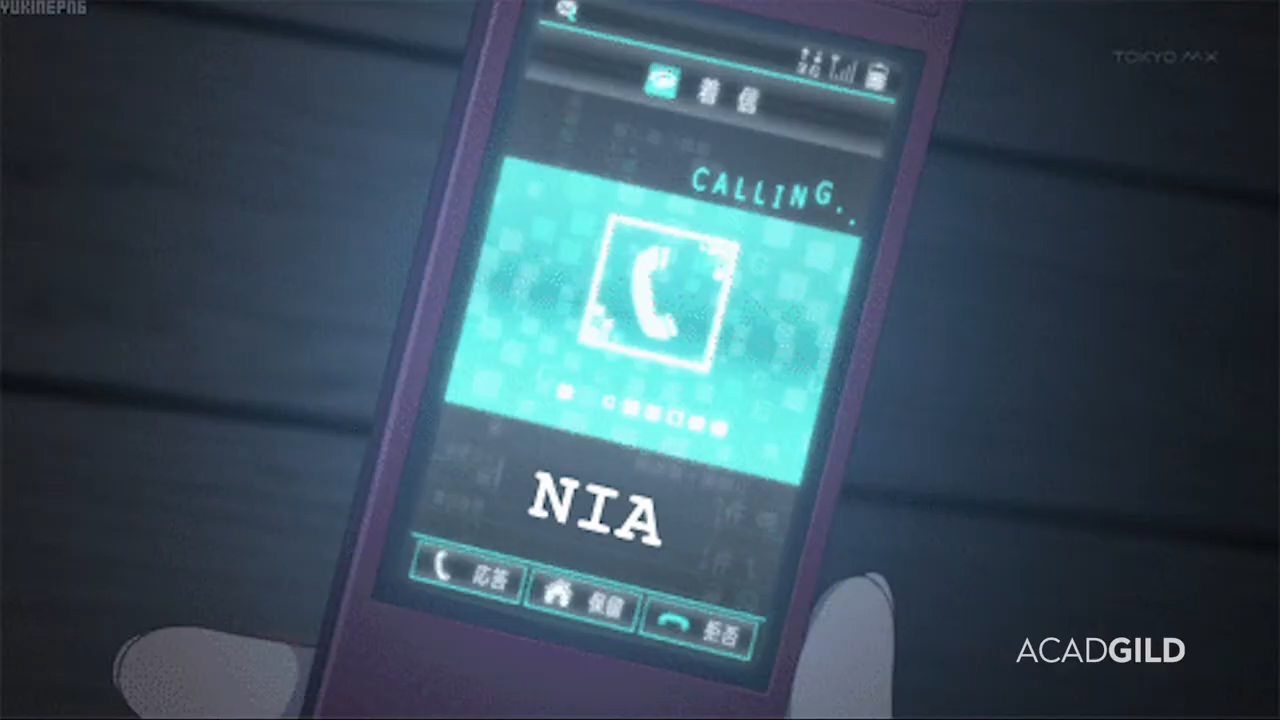 YUKINEPNG
TOKYO MX
着信
CALLING..
NIA
応答
保留
拒否
ACADGILD